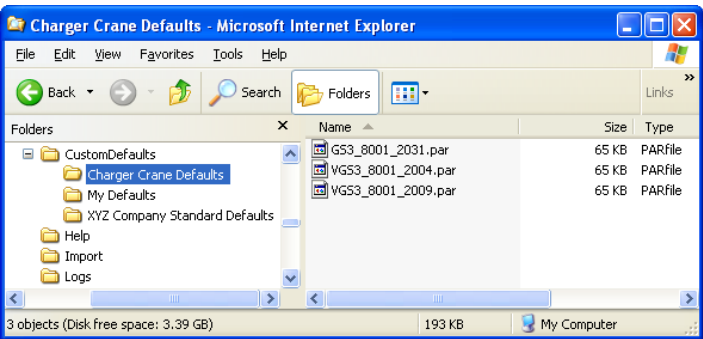 Charger Crane Defaults - Microsoft Internet Explorer
File Edit View Favorites Tools Help
Back Search Folders Links
Folders
CustomDefaults
Charger Crane Defaults
My Defaults
XYZ Company Standard Defaults
Help
Import
Logs
Name Size Type
GS3_8001_2031.par 65 KB PARfile
VGS3_8001_2004.par 65 KB PARfile
VGS3_8001_2009.par 65 KB PARfile
3 objects (Disk free space: 3.39 GB) 193 KB My Computer